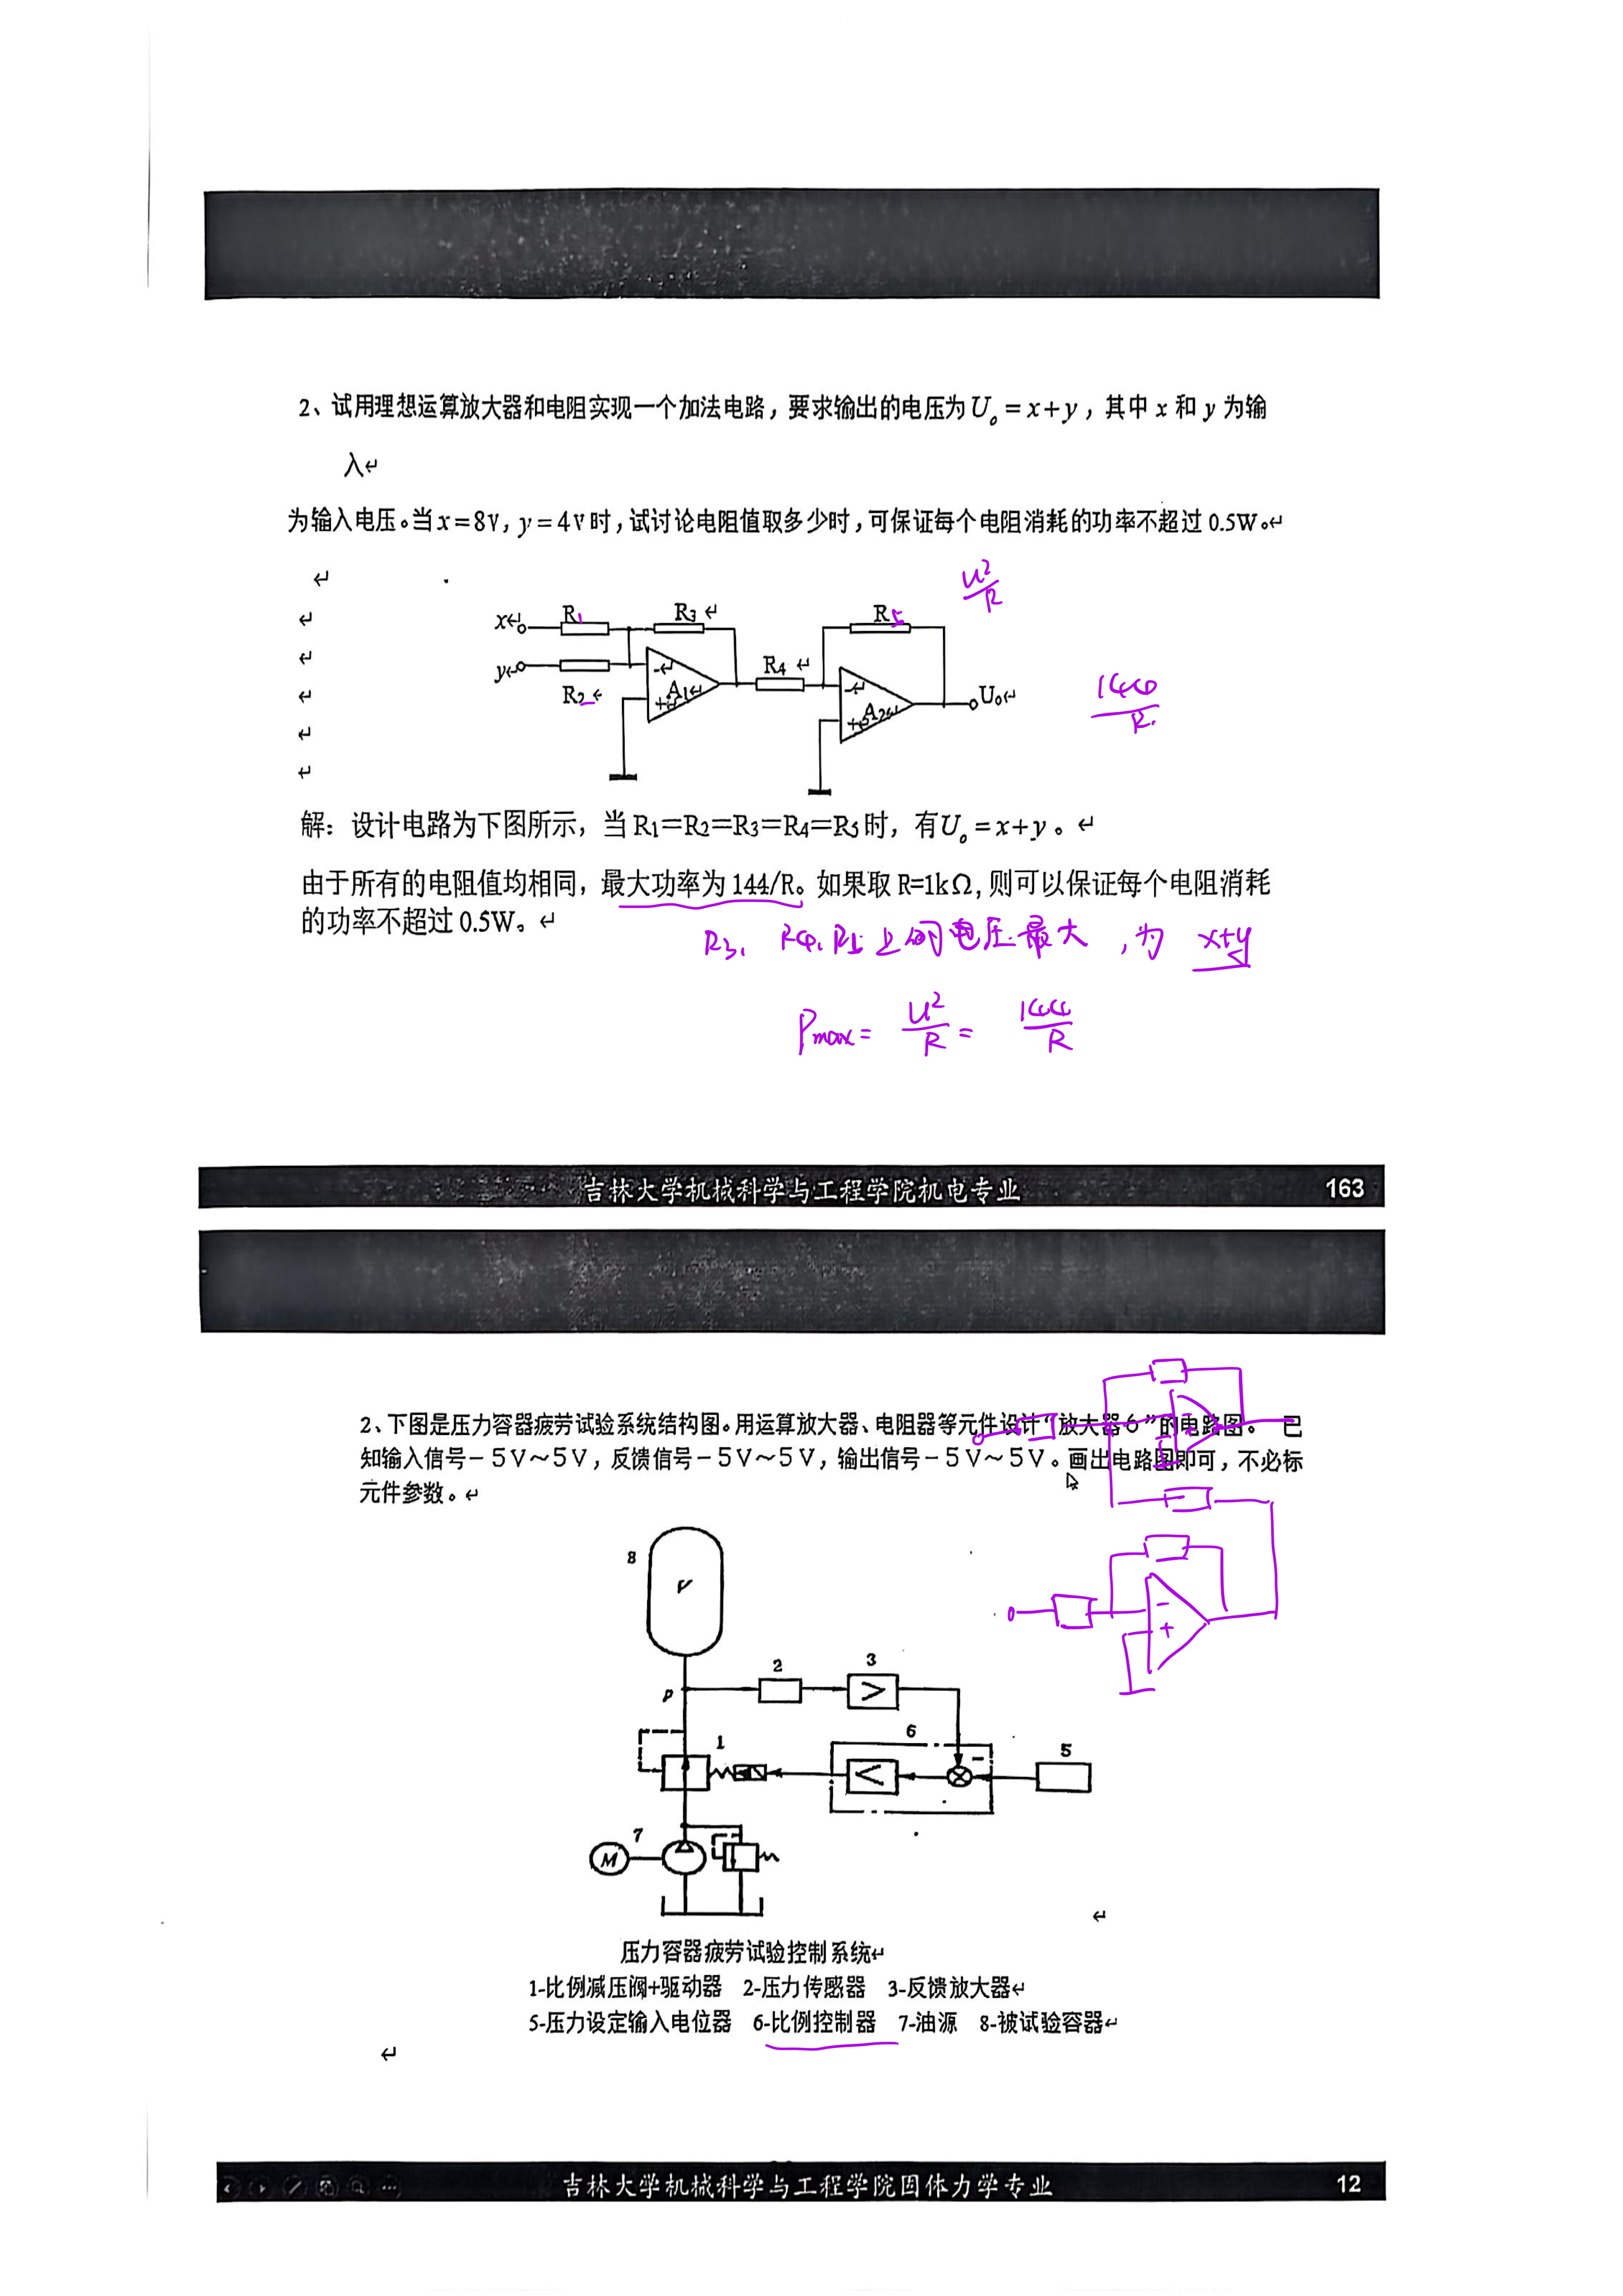 2、试用理想运算放大器和电阻实现一个加法电路，要求输出的电压为Uo=x+y，其中 x 和 y 为输
入↵
为输入电压。当x=8V，y=4V时，试讨论电阻值取多少时，可保证每个电阻消耗的功率不超过 0.5W。↵
↵
↵
↵
↵
↵
↵
u²/R
x↵ R1 R3 ↵ R5
y↵ R2 ↵ -↵ A1↵ + R4 ↵ -↵ A2↵ + Uo↵
144/R
解：设计电路为下图所示，当R1=R2=R3=R4=R5时，有Uo=x+y。↵
由于所有的电阻值均相同，最大功率为 144/R。如果取 R=1kΩ, 则可以保证每个电阻消耗
的功率不超过 0.5W。↵
R3、R4、R5上的电压最大，为 x+y
Pmax= u²/R = 144/R
吉林大学机械科学与工程学院机电专业 163
2、下图是压力容器疲劳试验系统结构图。用运算放大器、电阻器等元件设计“放大器6”的电路图。 已
知输入信号－5V～5V，反馈信号－5V～5V，输出信号－5V～5V。画出电路图即可，不必标
元件参数。↵
- +
8 V
2 3
p
1 6 - 5
7 M
↵
压力容器疲劳试验控制系统↵
1-比例减压阀+驱动器 2-压力传感器 3-反馈放大器↵
5-压力设定输入电位器 6-比例控制器 7-油源 8-被试验容器↵
↵
吉林大学机械科学与工程学院固体力学专业 12